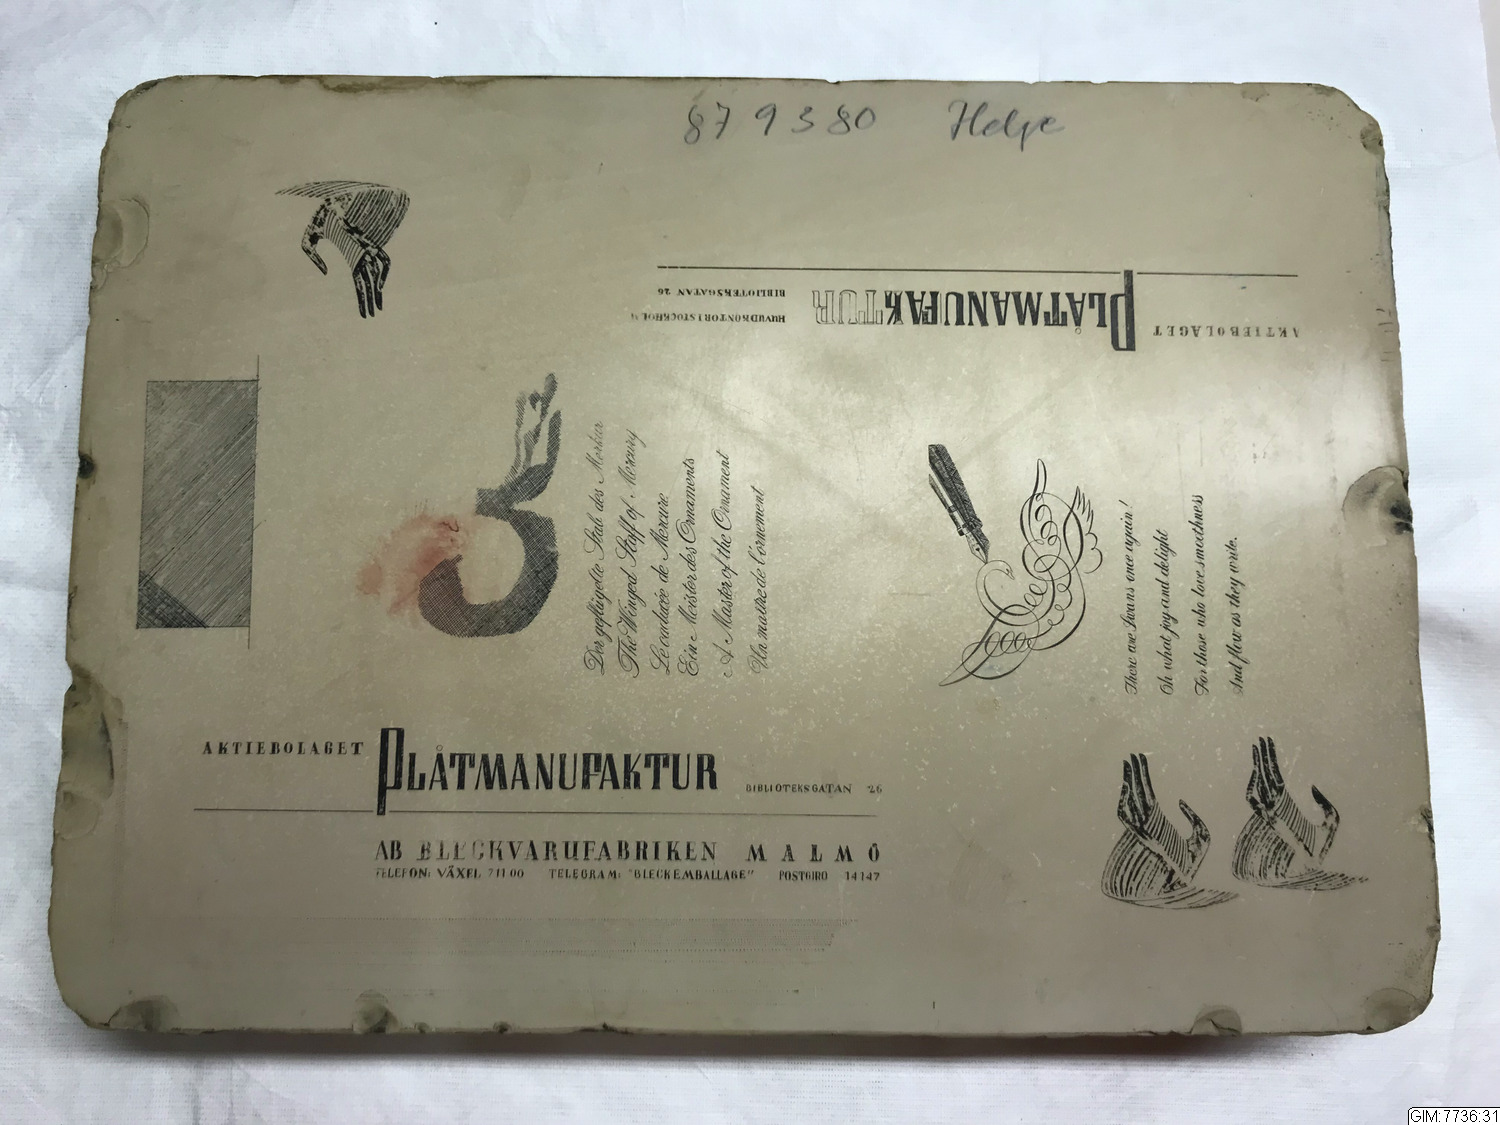 879380 Helge
AKTIEBOLAGET PLÅTMANUFAKTUR
HUVUDKONTOR I STOCKHOLM
BIBLIOTEKSGATAN 26
Der geflügelte Stab des Merkur
The Winged Staff of Mercury
Le caducée de Mercure
Ein Meister des Ornaments
A Master of the Ornament
Un maître de l'ornement
There are Swans once again!
Oh what joy and delight
For those who love smoothness
And flow as they write.
AKTIEBOLAGET PLÅTMANUFAKTUR BIBLIOTEKSGATAN 26
AB BLECKVARUFABRIKEN MALMÖ
TELEFON: VÄXEL 711 00 TELEGRAM: "BLECKEMBALLAGE" POSTGIRO 14147
GIM:7736:31